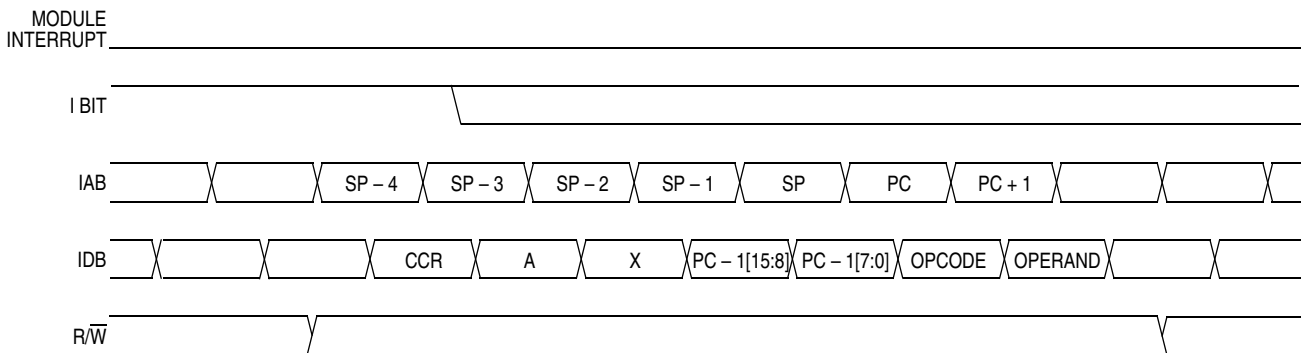 MODULE
INTERRUPT
I BIT
IAB SP – 4 SP – 3 SP – 2 SP – 1 SP PC PC + 1
IDB CCR A X PC – 1[15:8] PC – 1[7:0] OPCODE OPERAND
R/W̅